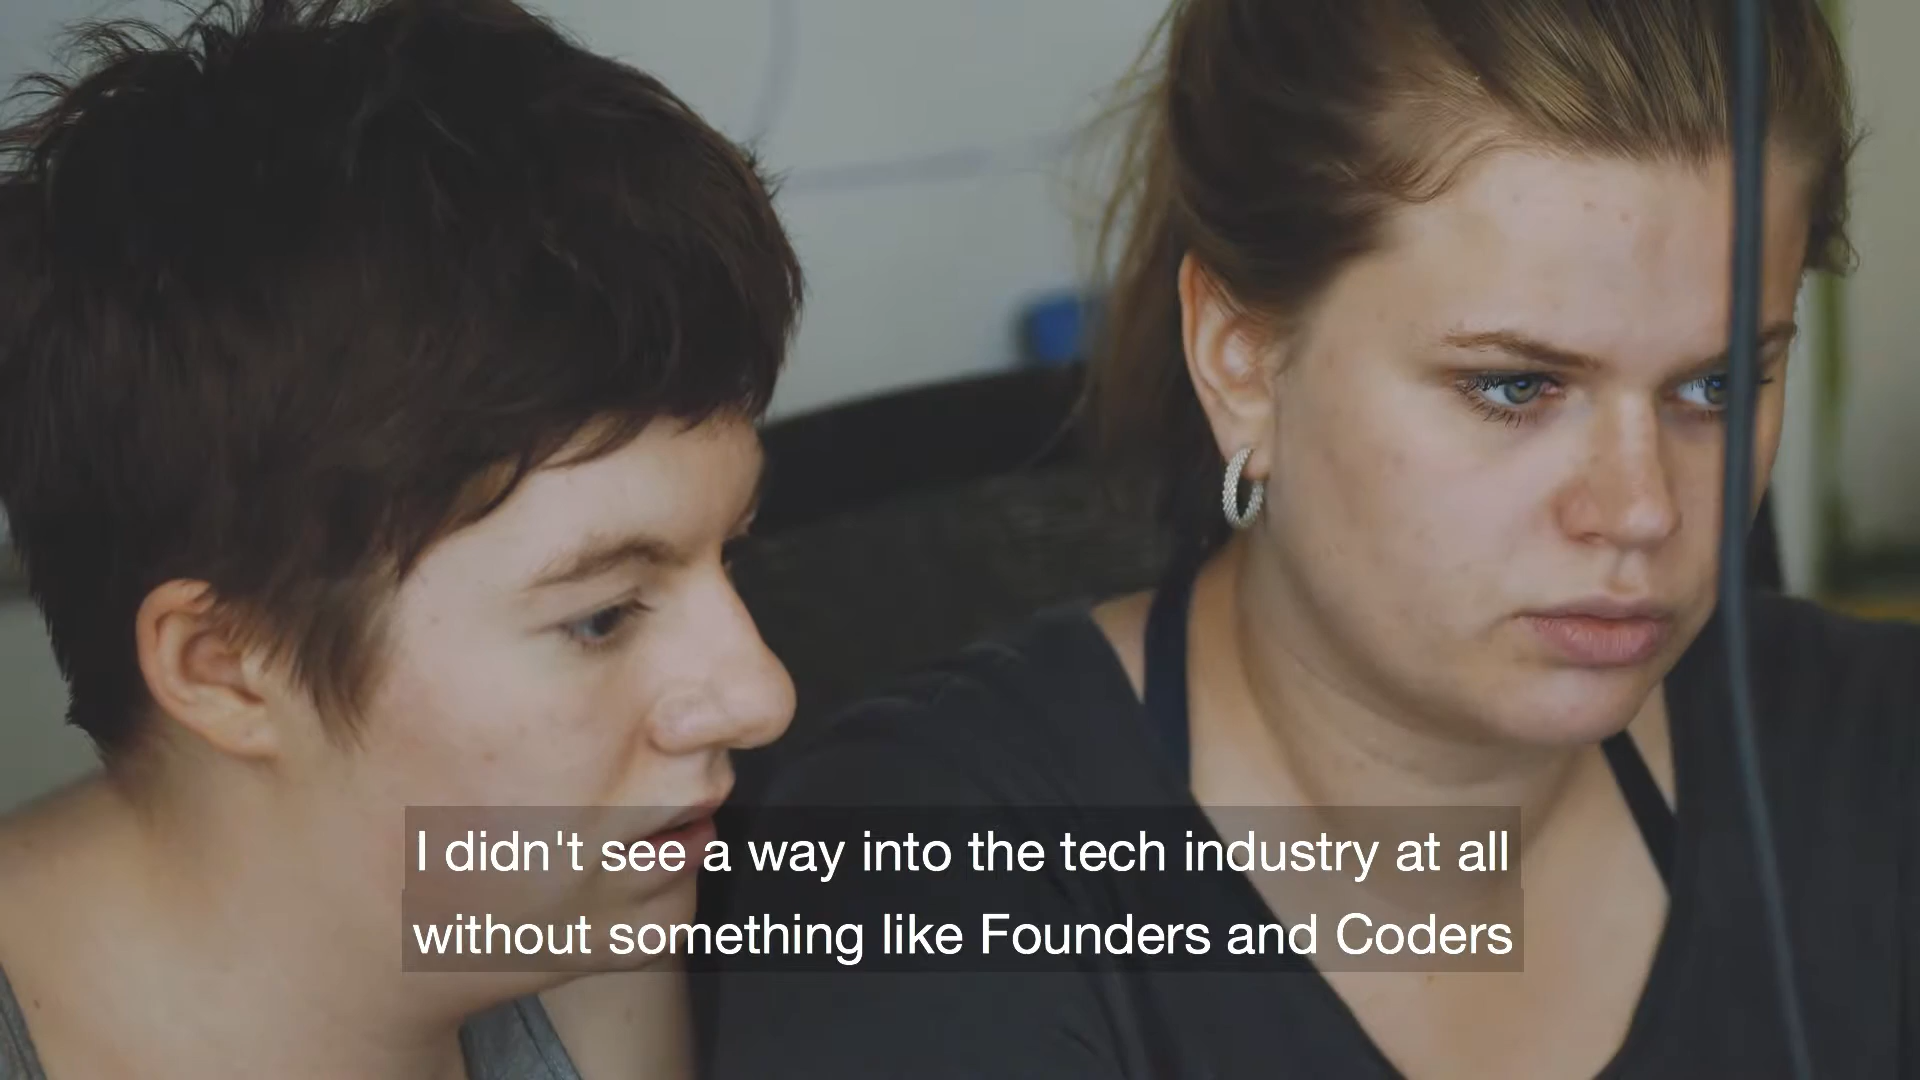 I didn't see a way into the tech industry at all
without something like Founders and Coders